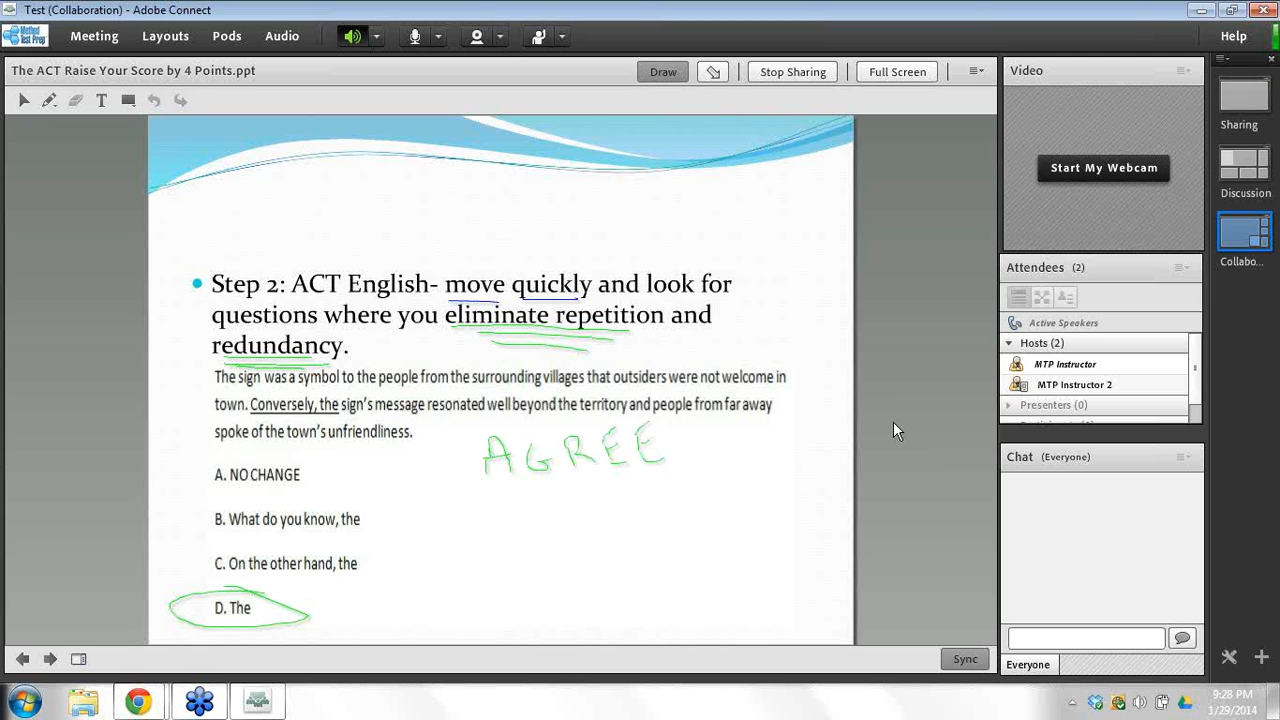 Test (Collaboration) - Adobe Connect
Method Test Prep
Meeting Layouts Pods Audio Help
The ACT Raise Your Score by 4 Points.ppt
Draw Stop Sharing Full Screen
Video
Start My Webcam
Sharing
Discussion
Collabo...
Attendees (2)
Active Speakers
Hosts (2)
MTP Instructor
MTP Instructor 2
Presenters (0)
Chat (Everyone)
Everyone
• Step 2: ACT English- move quickly and look for
questions where you eliminate repetition and
redundancy.
The sign was a symbol to the people from the surrounding villages that outsiders were not welcome in
town. Conversely, the sign's message resonated well beyond the territory and people from far away
spoke of the town's unfriendliness.
AGREE
A. NO CHANGE
B. What do you know, the
C. On the other hand, the
D. The
Sync
9:28 PM
1/29/2014